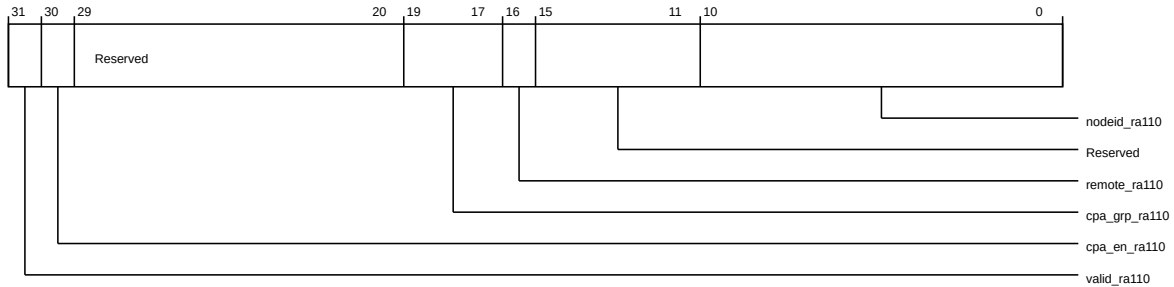 31 30 29 20 19 17 16 15 11 10 0
Reserved
nodeid_ra110
Reserved
remote_ra110
cpa_grp_ra110
cpa_en_ra110
valid_ra110